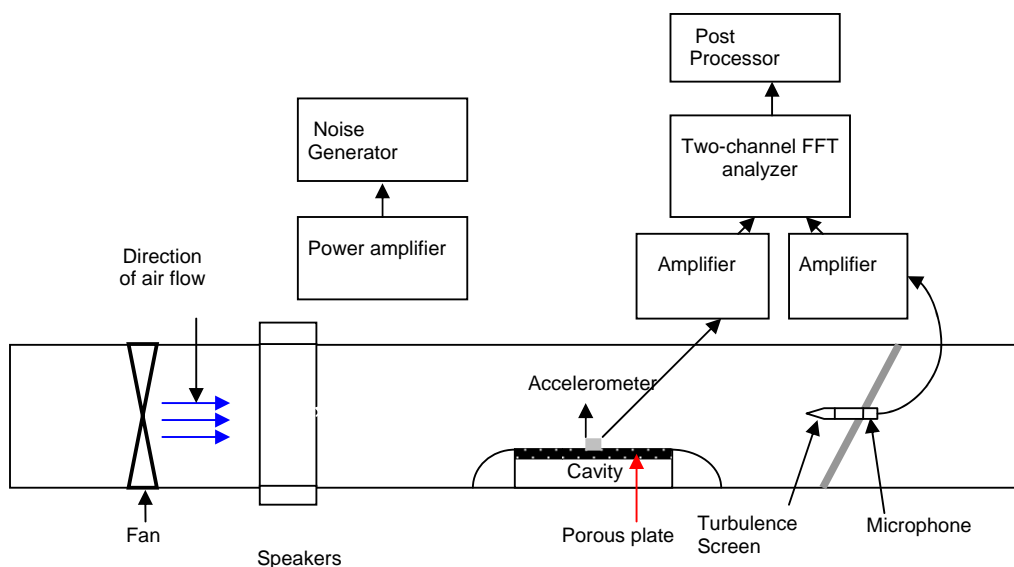 Post
Processor
Noise
Generator
Two-channel FFT
analyzer
Power amplifier
Direction
of air flow
Amplifier
Amplifier
Accelerometer
Cavity
Fan
Speakers
Porous plate
Turbulence
Screen
Microphone